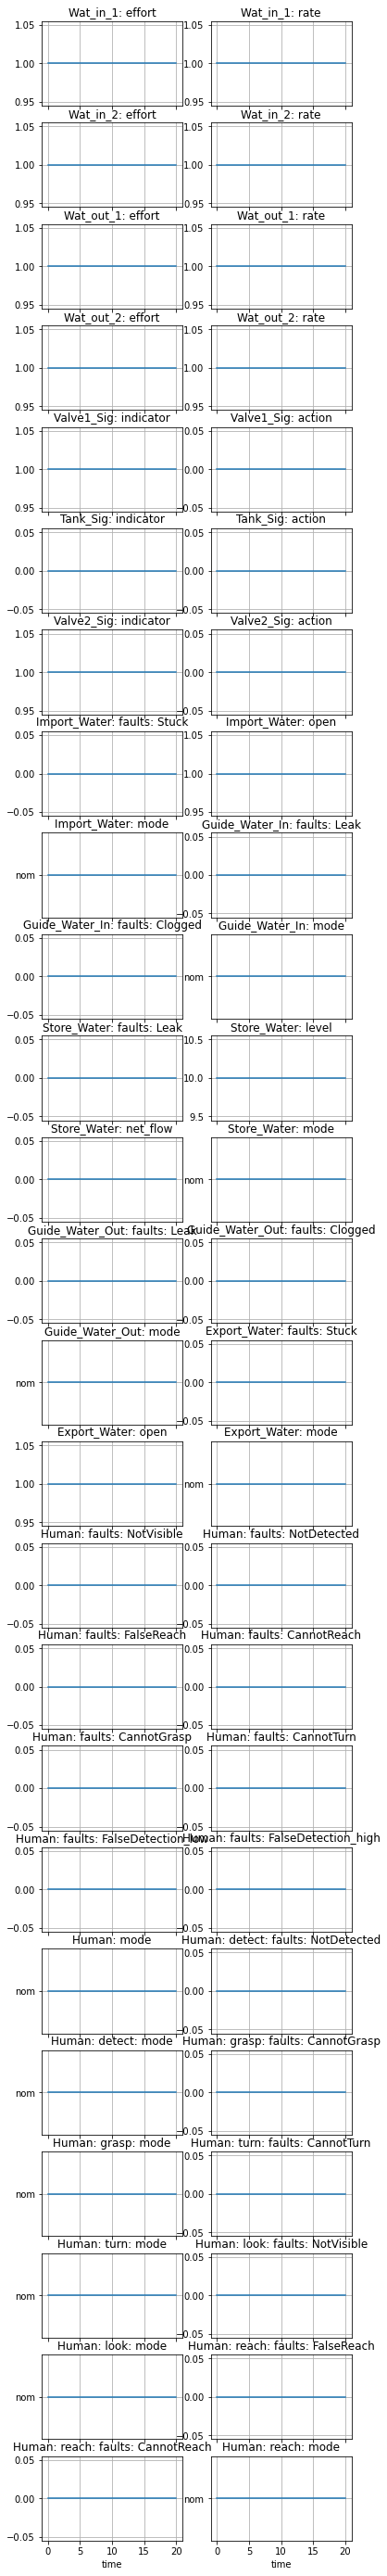 Wat_in_1: effort Wat_in_1: rate
1.05 1.05
1.00 1.00
0.95 0.95
Wat_in_2: effort Wat_in_2: rate
1.05 1.05
1.00 1.00
0.95 0.95
Wat_out_1: effort Wat_out_1: rate
1.05 1.05
1.00 1.00
0.95 0.95
Wat_out_2: effort Wat_out_2: rate
1.05 1.05
1.00 1.00
0.95 0.95
Valve1_Sig: indicator Valve1_Sig: action
1.05 0.05
1.00 0.00
0.95 −0.05
Tank_Sig: indicator Tank_Sig: action
0.05 0.05
0.00 0.00
−0.05 −0.05
Valve2_Sig: indicator Valve2_Sig: action
1.05 0.05
1.00 0.00
0.95 −0.05
Import_Water: faults: Stuck Import_Water: open
0.05 1.05
0.00 1.00
−0.05 0.95
Import_Water: mode Guide_Water_In: faults: Leak
0.05
nom 0.00
−0.05
Guide_Water_In: faults: Clogged Guide_Water_In: mode
0.05
0.00 nom
−0.05
Store_Water: faults: Leak Store_Water: level
0.05 10.5
0.00 10.0
−0.05 9.5
Store_Water: net_flow Store_Water: mode
0.05
0.00 nom
−0.05
Guide_Water_Out: faults: Leak Guide_Water_Out: faults: Clogged
0.05 0.05
0.00 0.00
−0.05 −0.05
Guide_Water_Out: mode Export_Water: faults: Stuck
0.05
nom 0.00
−0.05
Export_Water: open Export_Water: mode
1.05
1.00 nom
0.95
Human: faults: NotVisible Human: faults: NotDetected
0.05 0.05
0.00 0.00
−0.05 −0.05
Human: faults: FalseReach Human: faults: CannotReach
0.05 0.05
0.00 0.00
−0.05 −0.05
Human: faults: CannotGrasp Human: faults: CannotTurn
0.05 0.05
0.00 0.00
−0.05 −0.05
Human: faults: FalseDetection_low Human: faults: FalseDetection_high
0.05 0.05
0.00 0.00
−0.05 −0.05
Human: mode Human: detect: faults: NotDetected
0.05
nom 0.00
−0.05
Human: detect: mode Human: grasp: faults: CannotGrasp
0.05
nom 0.00
−0.05
Human: grasp: mode Human: turn: faults: CannotTurn
0.05
nom 0.00
−0.05
Human: turn: mode Human: look: faults: NotVisible
0.05
nom 0.00
−0.05
Human: look: mode Human: reach: faults: FalseReach
0.05
nom 0.00
−0.05
Human: reach: faults: CannotReach Human: reach: mode
0.05
0.00 nom
−0.05
0 5 10 15 20 0 5 10 15 20
time time